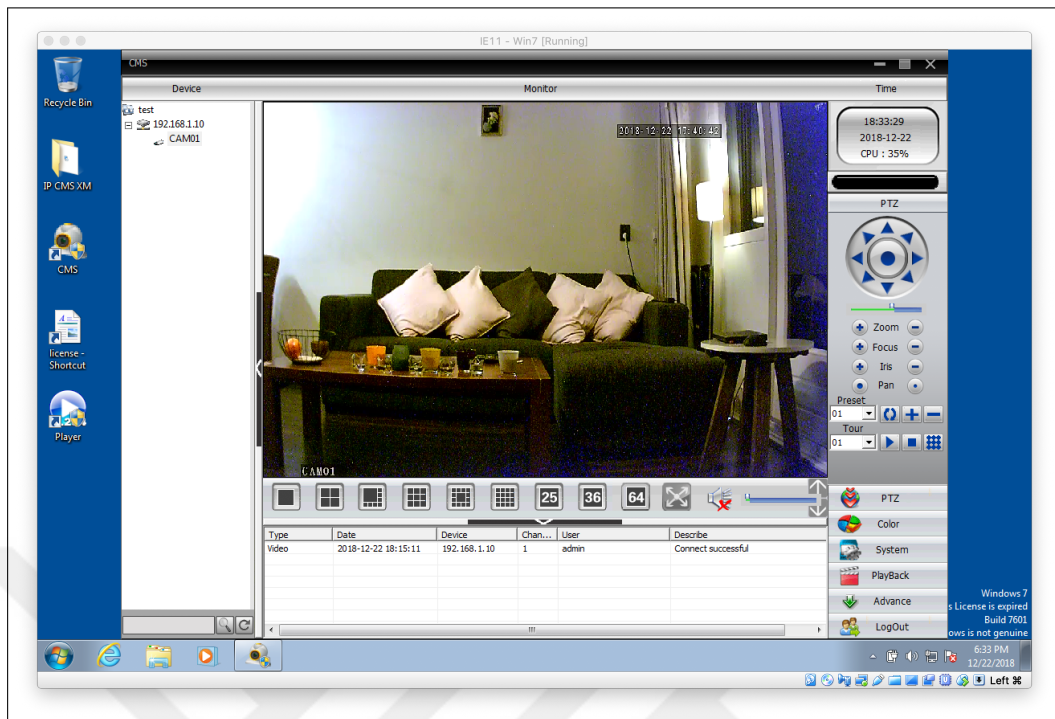 IE11 - Win7 [Running]
Recycle Bin
IP CMS XM
CMS
license -
Shortcut
Player
CMS
Device
Monitor
Time
test
192.168.1.10
CAM01
2018-12-22 17:40:42
CAM01
18:33:29
2018-12-22
CPU : 35%
PTZ
Zoom
Focus
Iris
Pan
Preset
01
Tour
01
25 36 64
Type Date Device Chan... User Describe
Video 2018-12-22 18:15:11 192.168.1.10 1 admin Connect successful
PTZ
Color
System
PlayBack
Advance
LogOut
Windows 7
s License is expired
Build 7601
ows is not genuine
6:33 PM
12/22/2018
Left ⌘